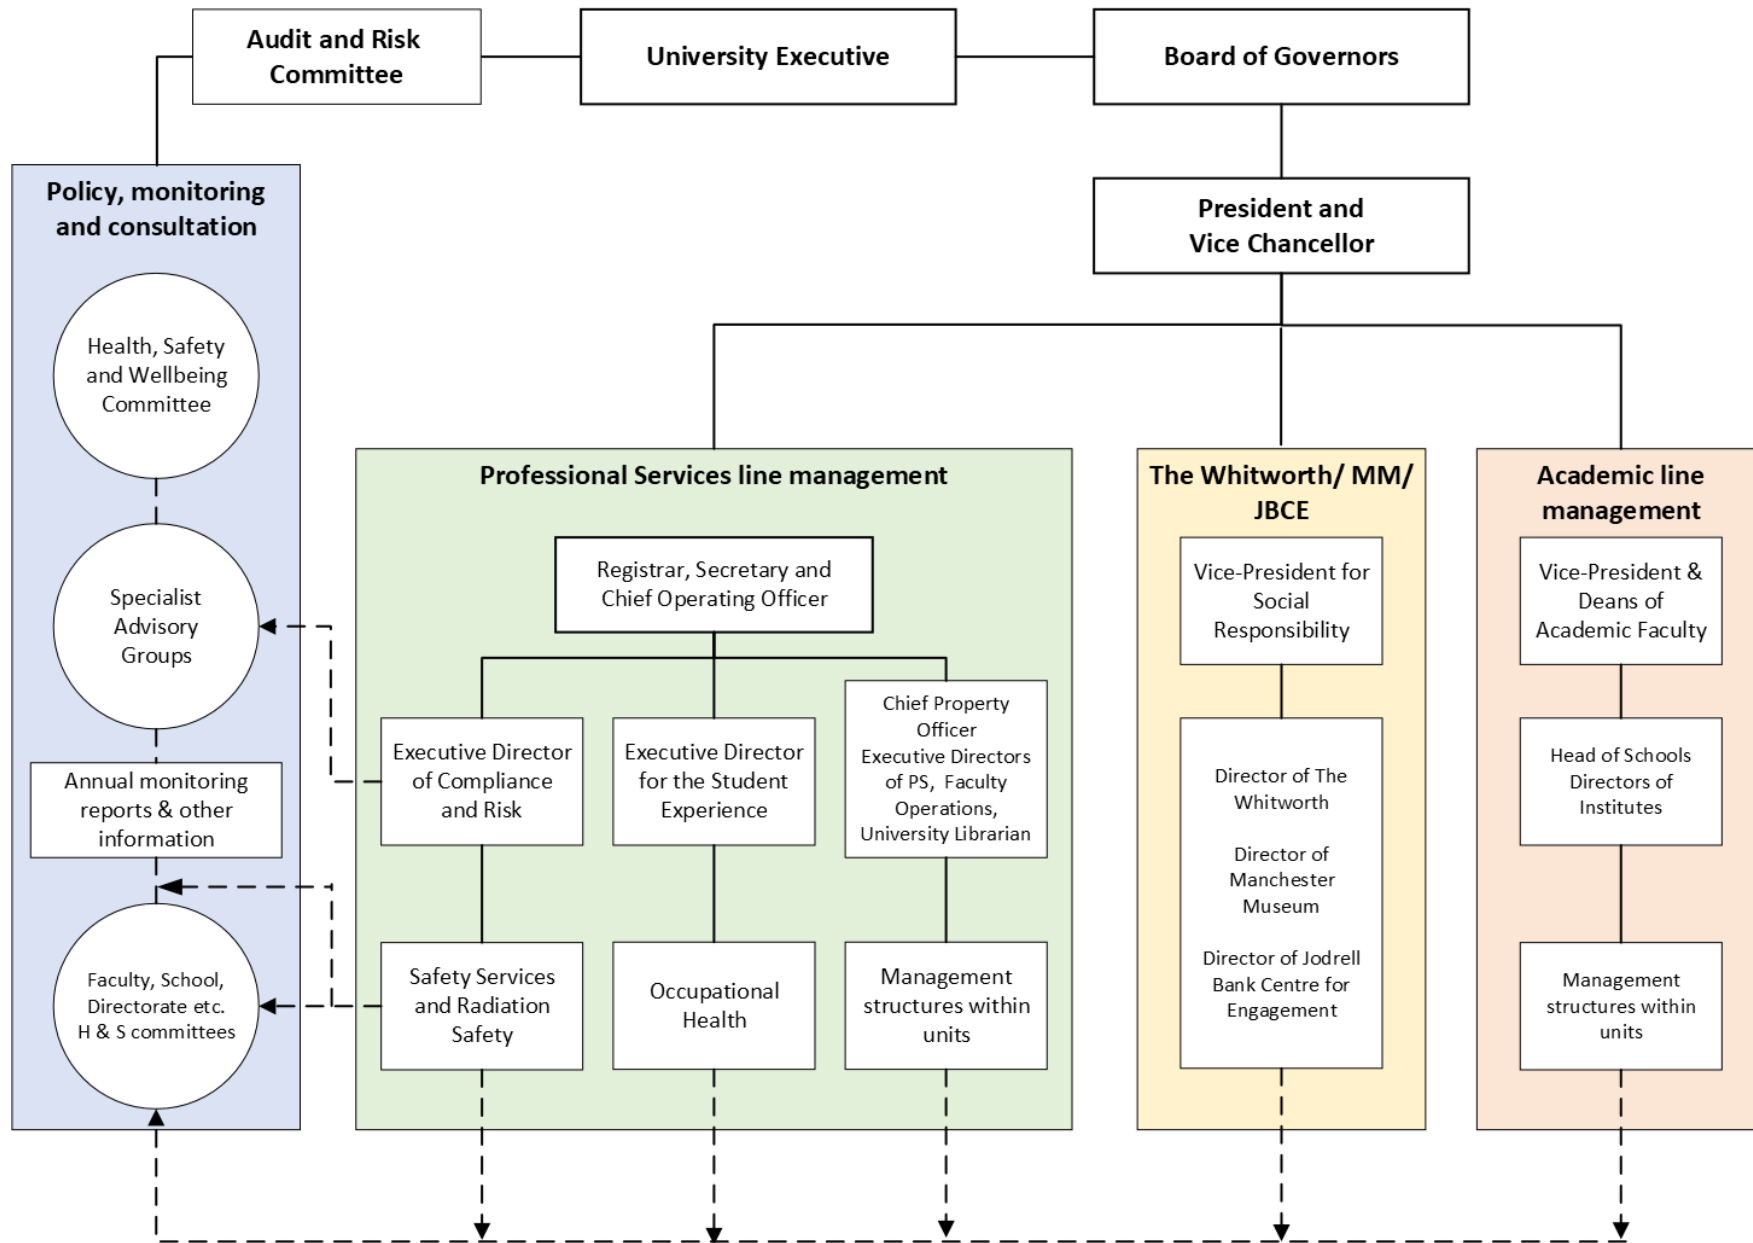 Audit and Risk
Committee
University Executive
Board of Governors
President and
Vice Chancellor
Policy, monitoring
and consultation
Health, Safety
and Wellbeing
Committee
Specialist
Advisory
Groups
Annual monitoring
reports & other
information
Faculty, School,
Directorate etc.
H & S committees
Professional Services line management
Registrar, Secretary and
Chief Operating Officer
Executive Director
of Compliance
and Risk
Executive Director
for the Student
Experience
Chief Property
Officer
Executive Directors
of PS, Faculty
Operations,
University Librarian
Safety Services
and Radiation
Safety
Occupational
Health
Management
structures within
units
The Whitworth/ MM/
JBCE
Vice-President for
Social
Responsibility
Director of The
Whitworth
Director of
Manchester
Museum
Director of Jodrell
Bank Centre for
Engagement
Academic line
management
Vice-President &
Deans of
Academic Faculty
Head of Schools
Directors of
Institutes
Management
structures within
units